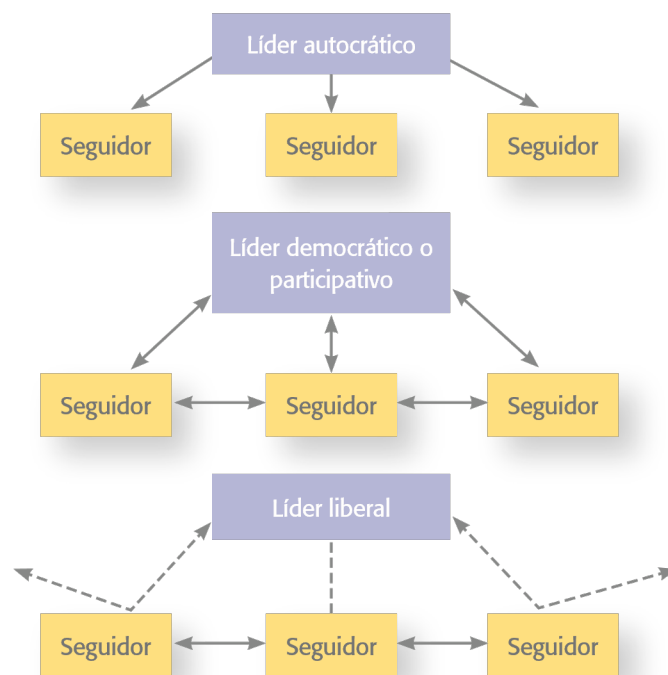 Líder autocrático
Seguidor
Seguidor
Seguidor
Líder democrático o
participativo
Seguidor
Seguidor
Seguidor
Líder liberal
Seguidor
Seguidor
Seguidor